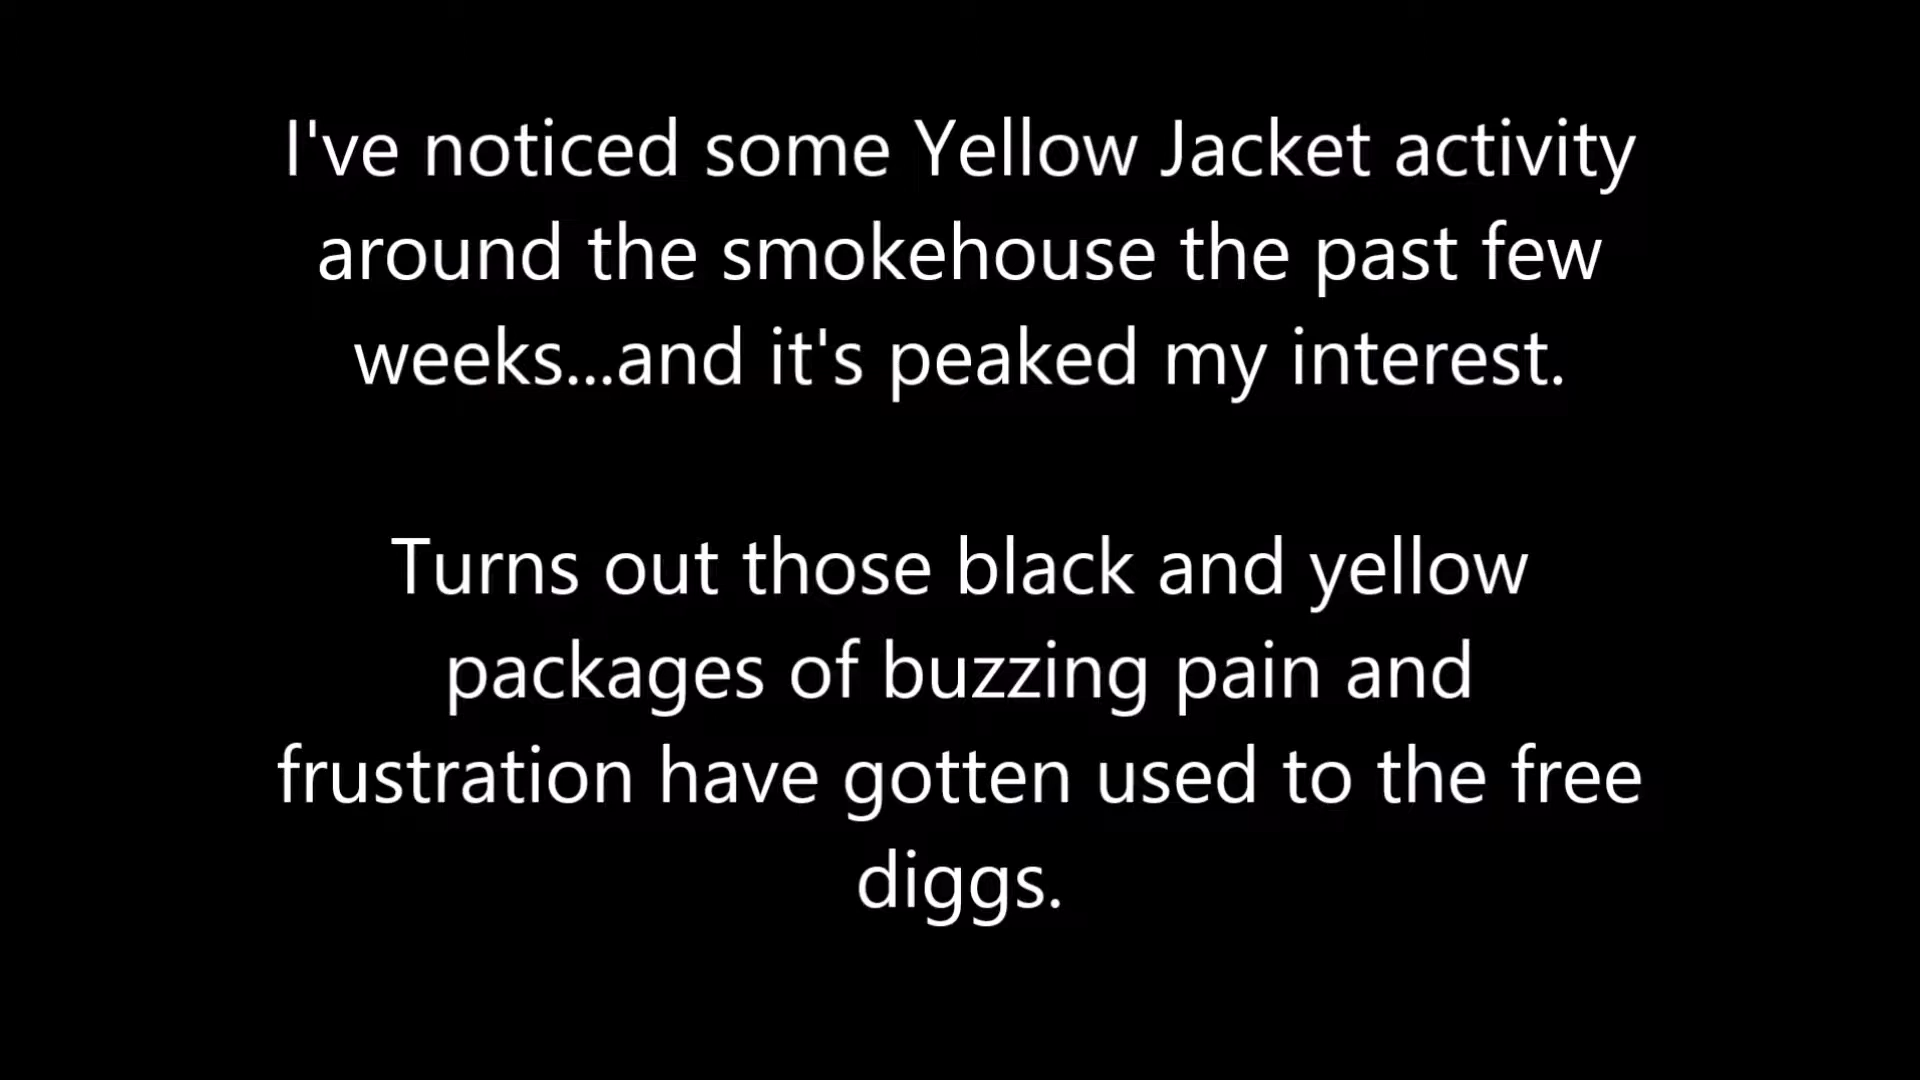 I've noticed some Yellow Jacket activity
around the smokehouse the past few
weeks...and it's peaked my interest.
Turns out those black and yellow
packages of buzzing pain and
frustration have gotten used to the free
diggs.